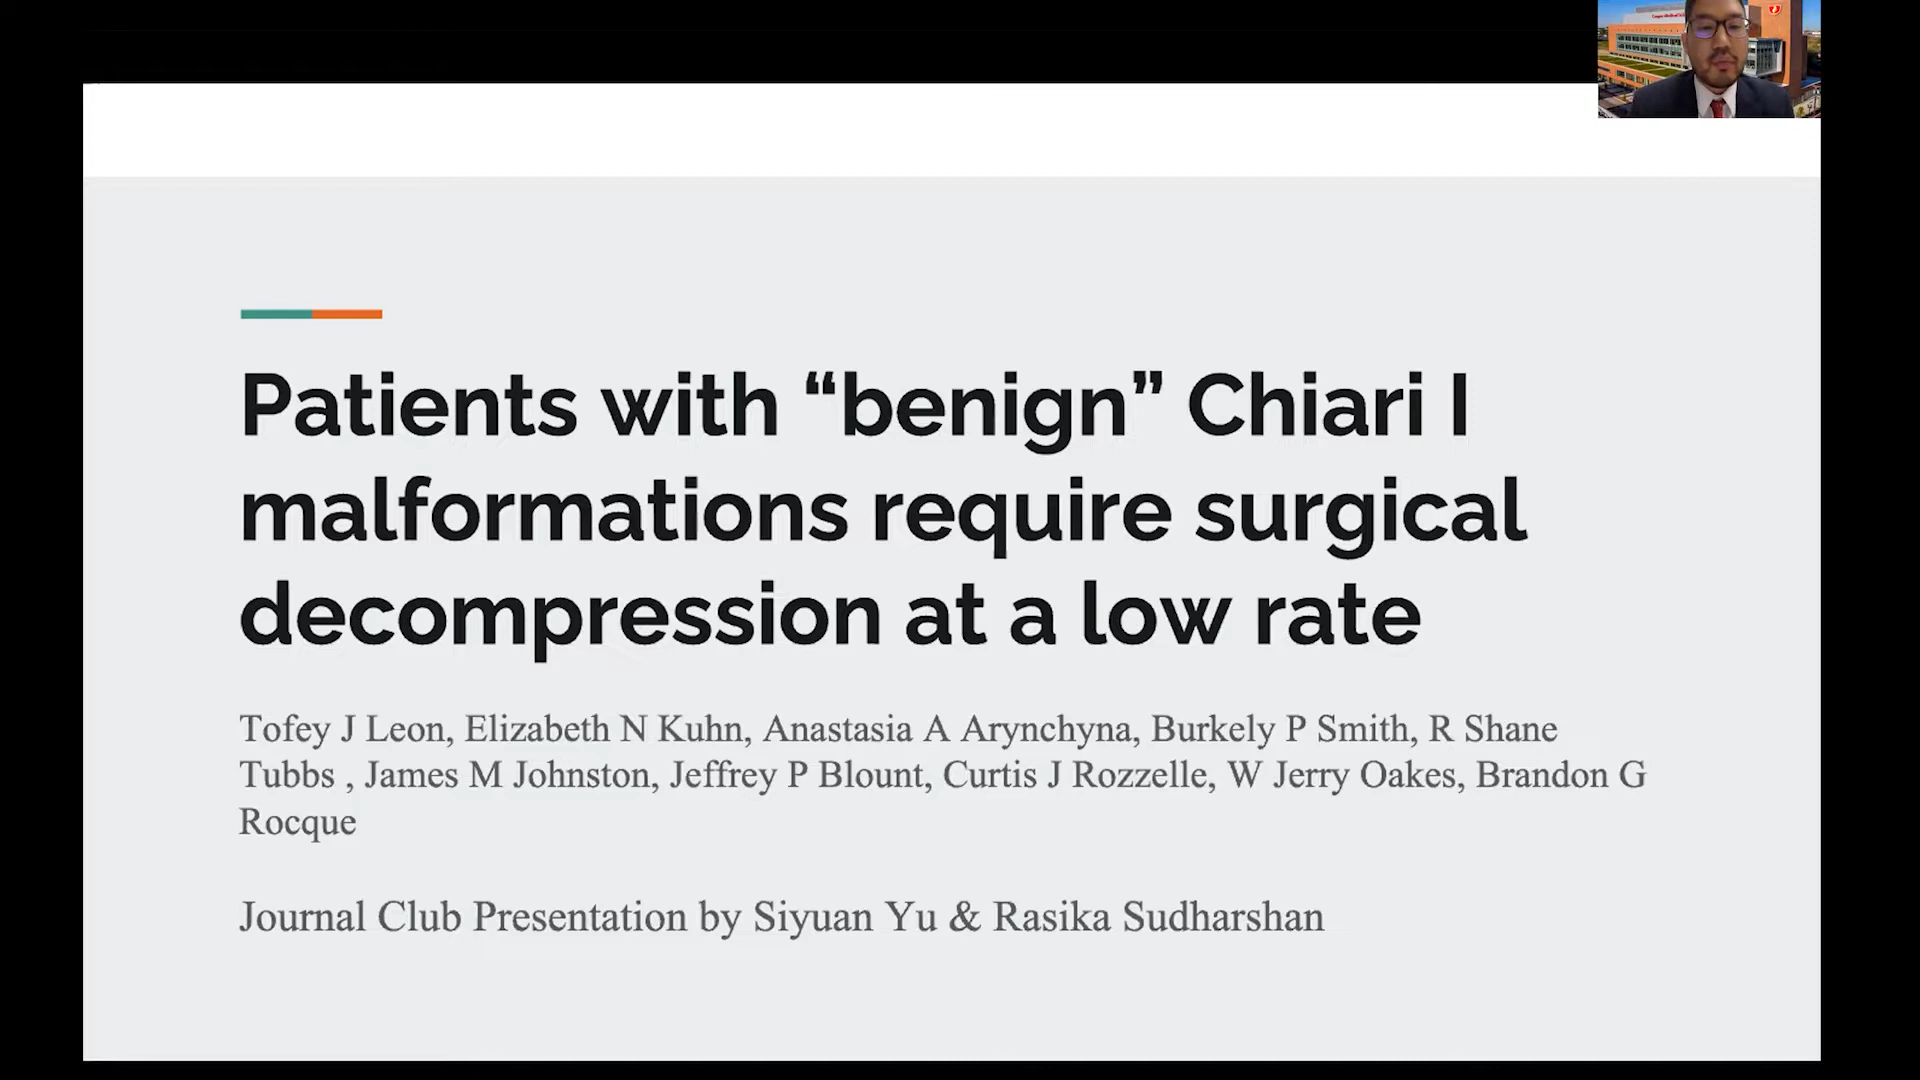 Patients with “benign” Chiari I
malformations require surgical
decompression at a low rate
Tofey J Leon, Elizabeth N Kuhn, Anastasia A Arynchyna, Burkely P Smith, R Shane
Tubbs , James M Johnston, Jeffrey P Blount, Curtis J Rozzelle, W Jerry Oakes, Brandon G
Rocque
Journal Club Presentation by Siyuan Yu & Rasika Sudharshan